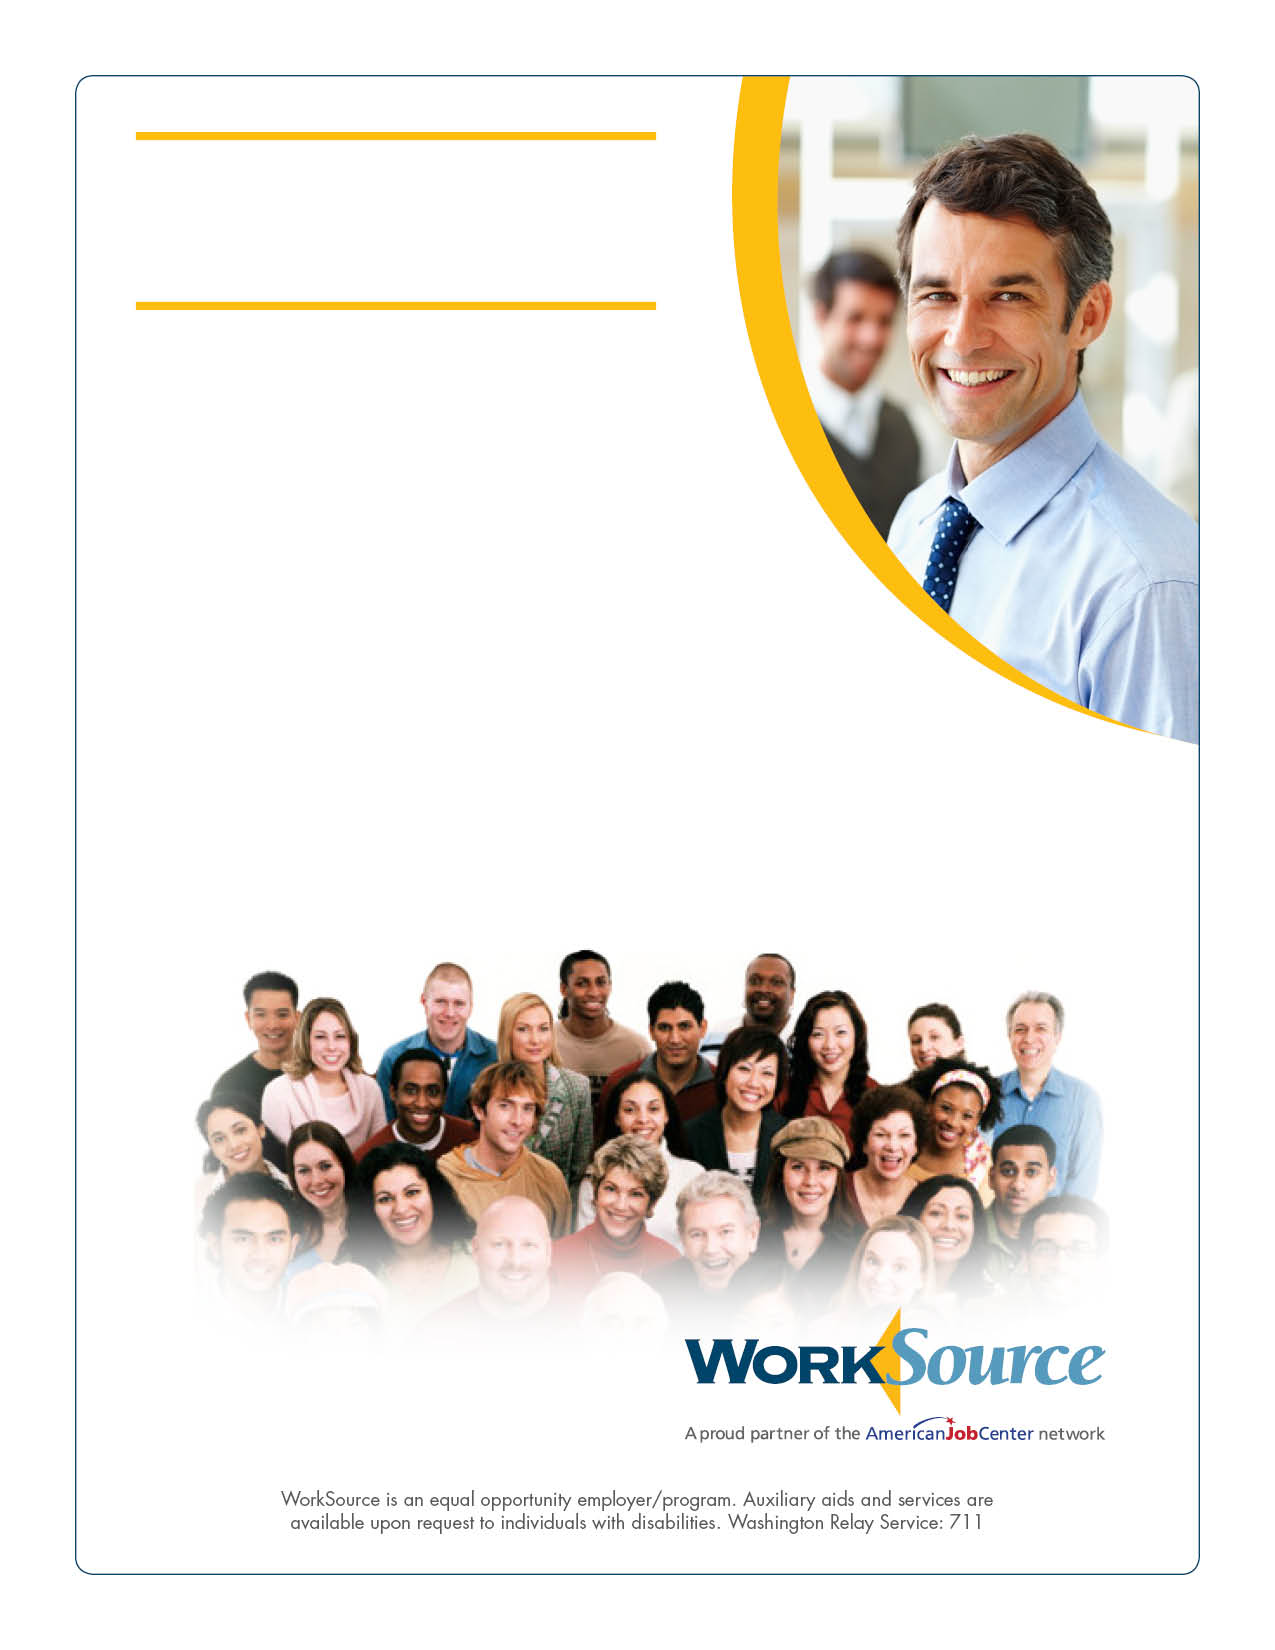 WORKSource
A proud partner of the AmericanJobCenter network
WorkSource is an equal opportunity employer/program. Auxiliary aids and services are
available upon request to individuals with disabilities. Washington Relay Service: 711